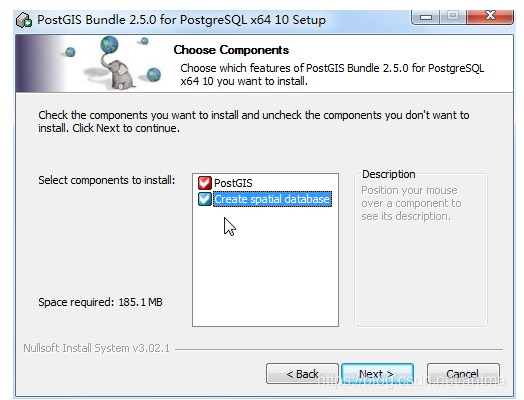 PostGIS Bundle 2.5.0 for PostgreSQL x64 10 Setup
Choose Components
Choose which features of PostGIS Bundle 2.5.0 for PostgreSQL
x64 10 you want to install.
Check the components you want to install and uncheck the components you don't want to
install. Click Next to continue.
Select components to install:
PostGIS
Create spatial database
Description
Position your mouse
over a component to
see its description.
Space required: 185.1MB
Nullsoft Install System v3.02.1
< Back
Next >
Cancel
https://blog.csdn.net/anima